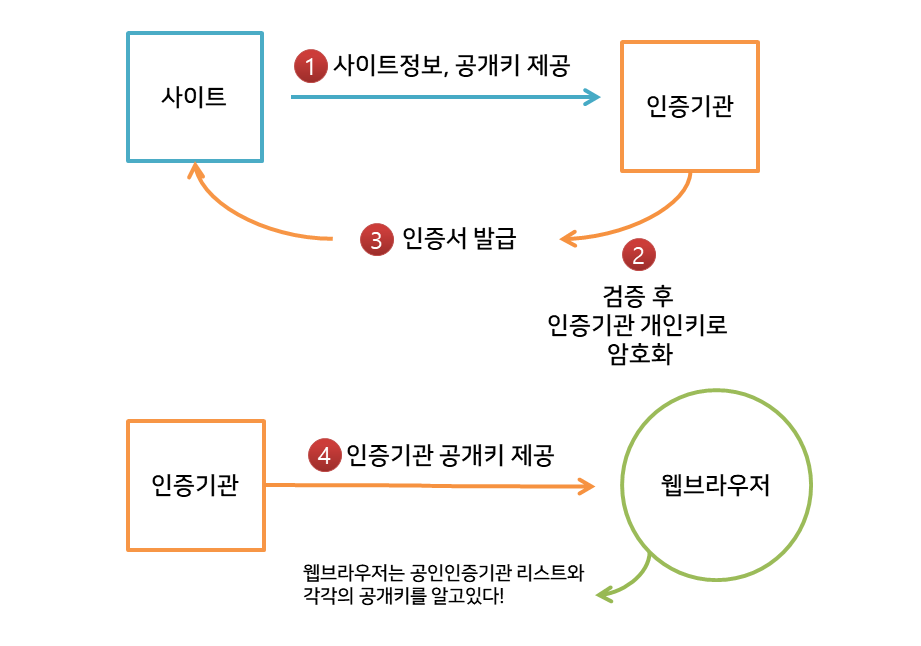 사이트
1 사이트정보, 공개키 제공
인증기관
3 인증서 발급
2
검증 후
인증기관 개인키로
암호화
인증기관
4 인증기관 공개키 제공
웹브라우저
웹브라우저는 공인인증기관 리스트와
각각의 공개키를 알고있다!